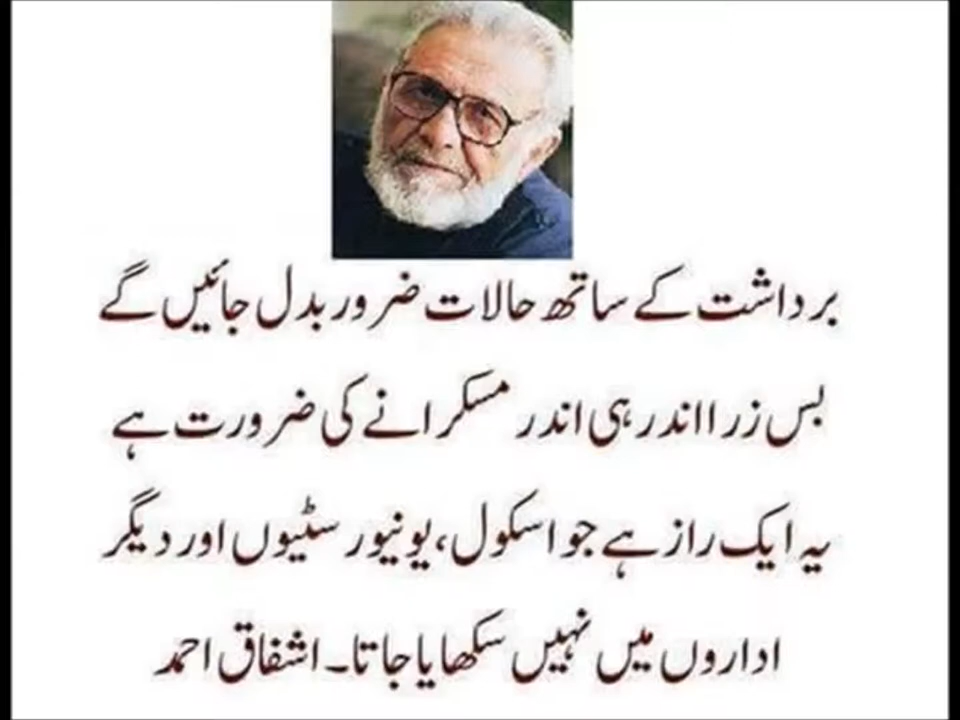 برداشت کے ساتھ حالات ضرور بدل جائیں گے
بس زرا اندر ہی اندر مسکرانے کی ضرورت ہے
یہ ایک راز ہے جو اسکول، یونیورسٹیوں اور دیگر
اداروں میں نہیں سکھایا جاتا۔ اشفاق احمد